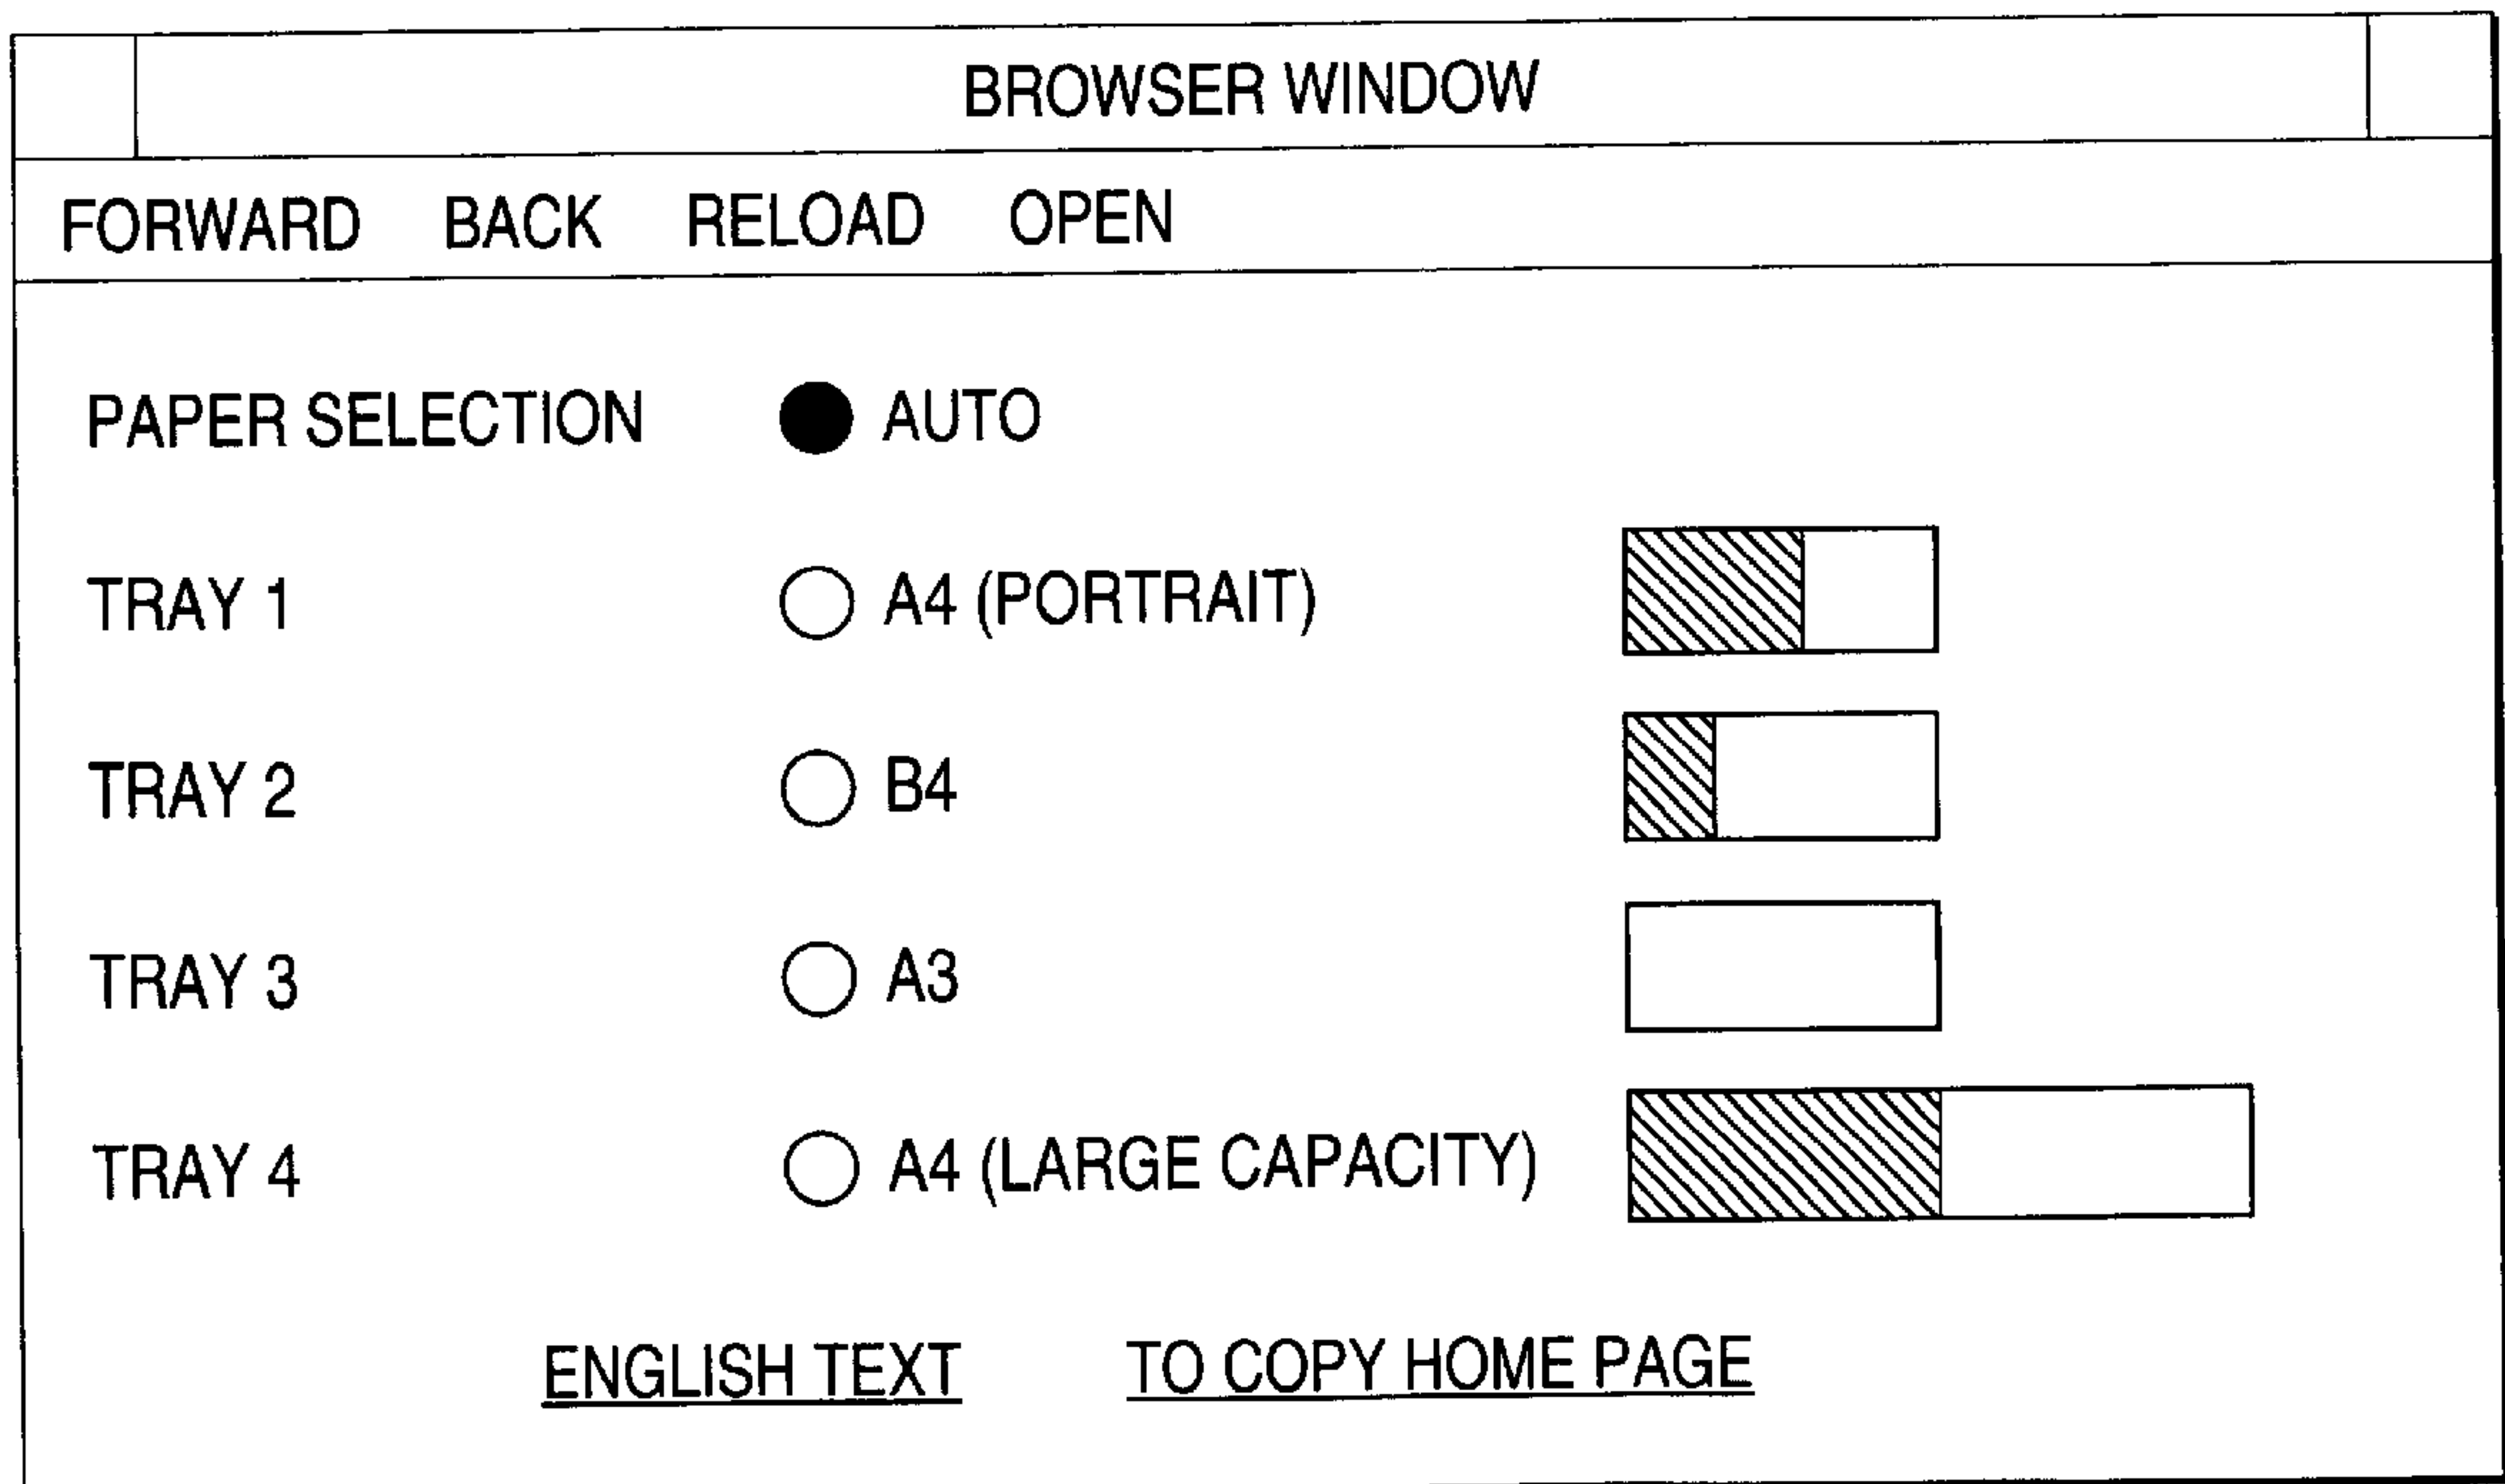 BROWSER WINDOW
FORWARD BACK RELOAD OPEN
PAPER SELECTION AUTO
TRAY 1 A4 (PORTRAIT)
TRAY 2 B4
TRAY 3 A3
TRAY 4 A4 (LARGE CAPACITY)
ENGLISH TEXT TO COPY HOME PAGE